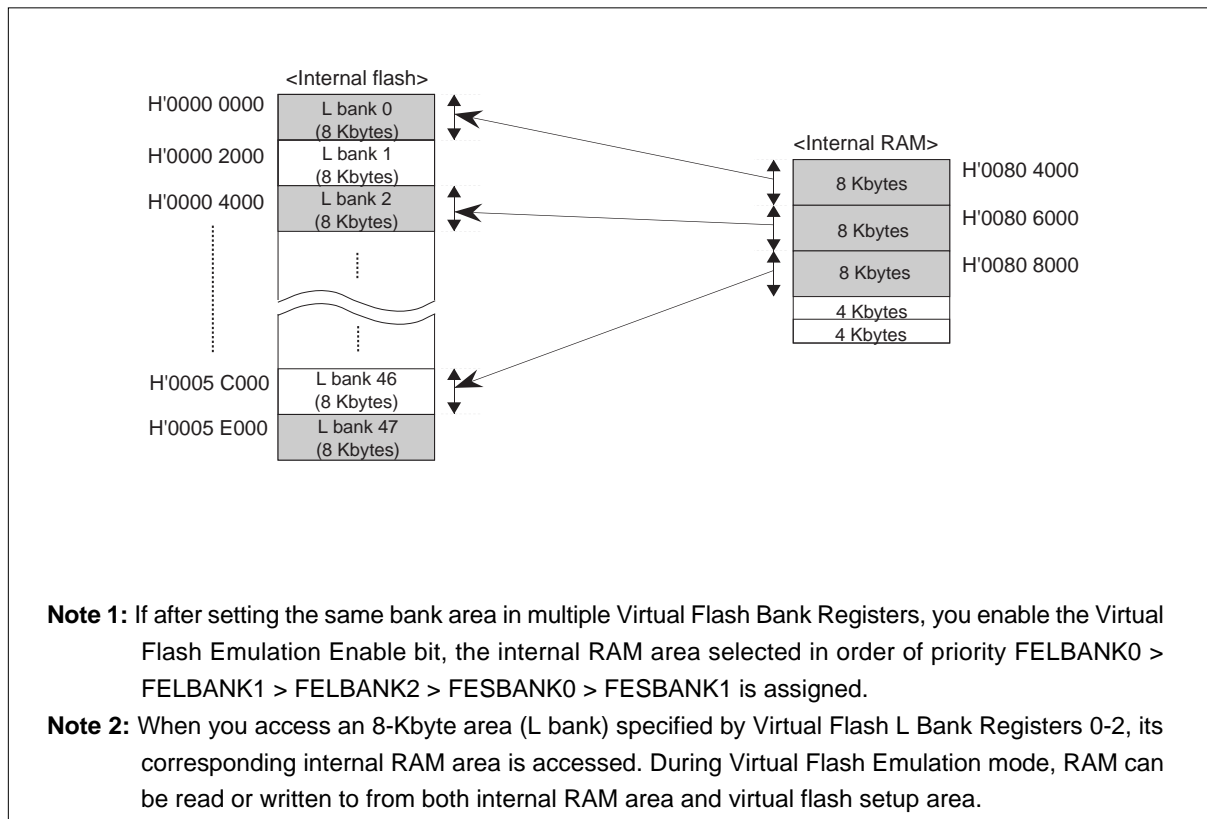 <Internal flash>
H'0000 0000
L bank 0
(8 Kbytes)
H'0000 2000
L bank 1
(8 Kbytes)
H'0000 4000
L bank 2
(8 Kbytes)
H'0005 C000
L bank 46
(8 Kbytes)
H'0005 E000
L bank 47
(8 Kbytes)
<Internal RAM>
8 Kbytes
H'0080 4000
8 Kbytes
H'0080 6000
8 Kbytes
H'0080 8000
4 Kbytes
4 Kbytes
Note 1: If after setting the same bank area in multiple Virtual Flash Bank Registers, you enable the Virtual
Flash Emulation Enable bit, the internal RAM area selected in order of priority FELBANK0 >
FELBANK1 > FELBANK2 > FESBANK0 > FESBANK1 is assigned.
Note 2: When you access an 8-Kbyte area (L bank) specified by Virtual Flash L Bank Registers 0-2, its
corresponding internal RAM area is accessed. During Virtual Flash Emulation mode, RAM can
be read or written to from both internal RAM area and virtual flash setup area.